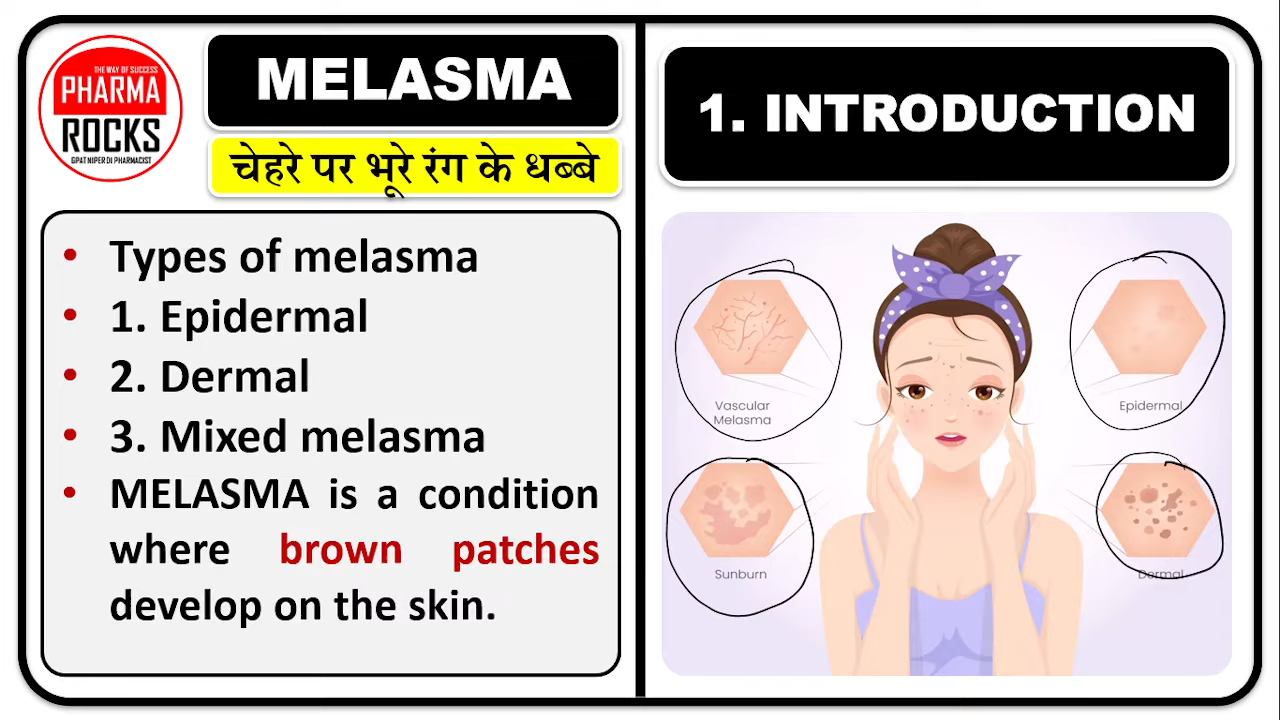 THE WAY OF SUCCESS
PHARMA
ROCKS
GPAT NIPER DI PHARMACIST
MELASMA
चेहरे पर भूरे रंग के धब्बे
• Types of melasma
• 1. Epidermal
• 2. Dermal
• 3. Mixed melasma
• MELASMA is a condition
where brown patches
develop on the skin.
1. INTRODUCTION
Vascular
Melasma
Epidermal
Sunburn
Dermal